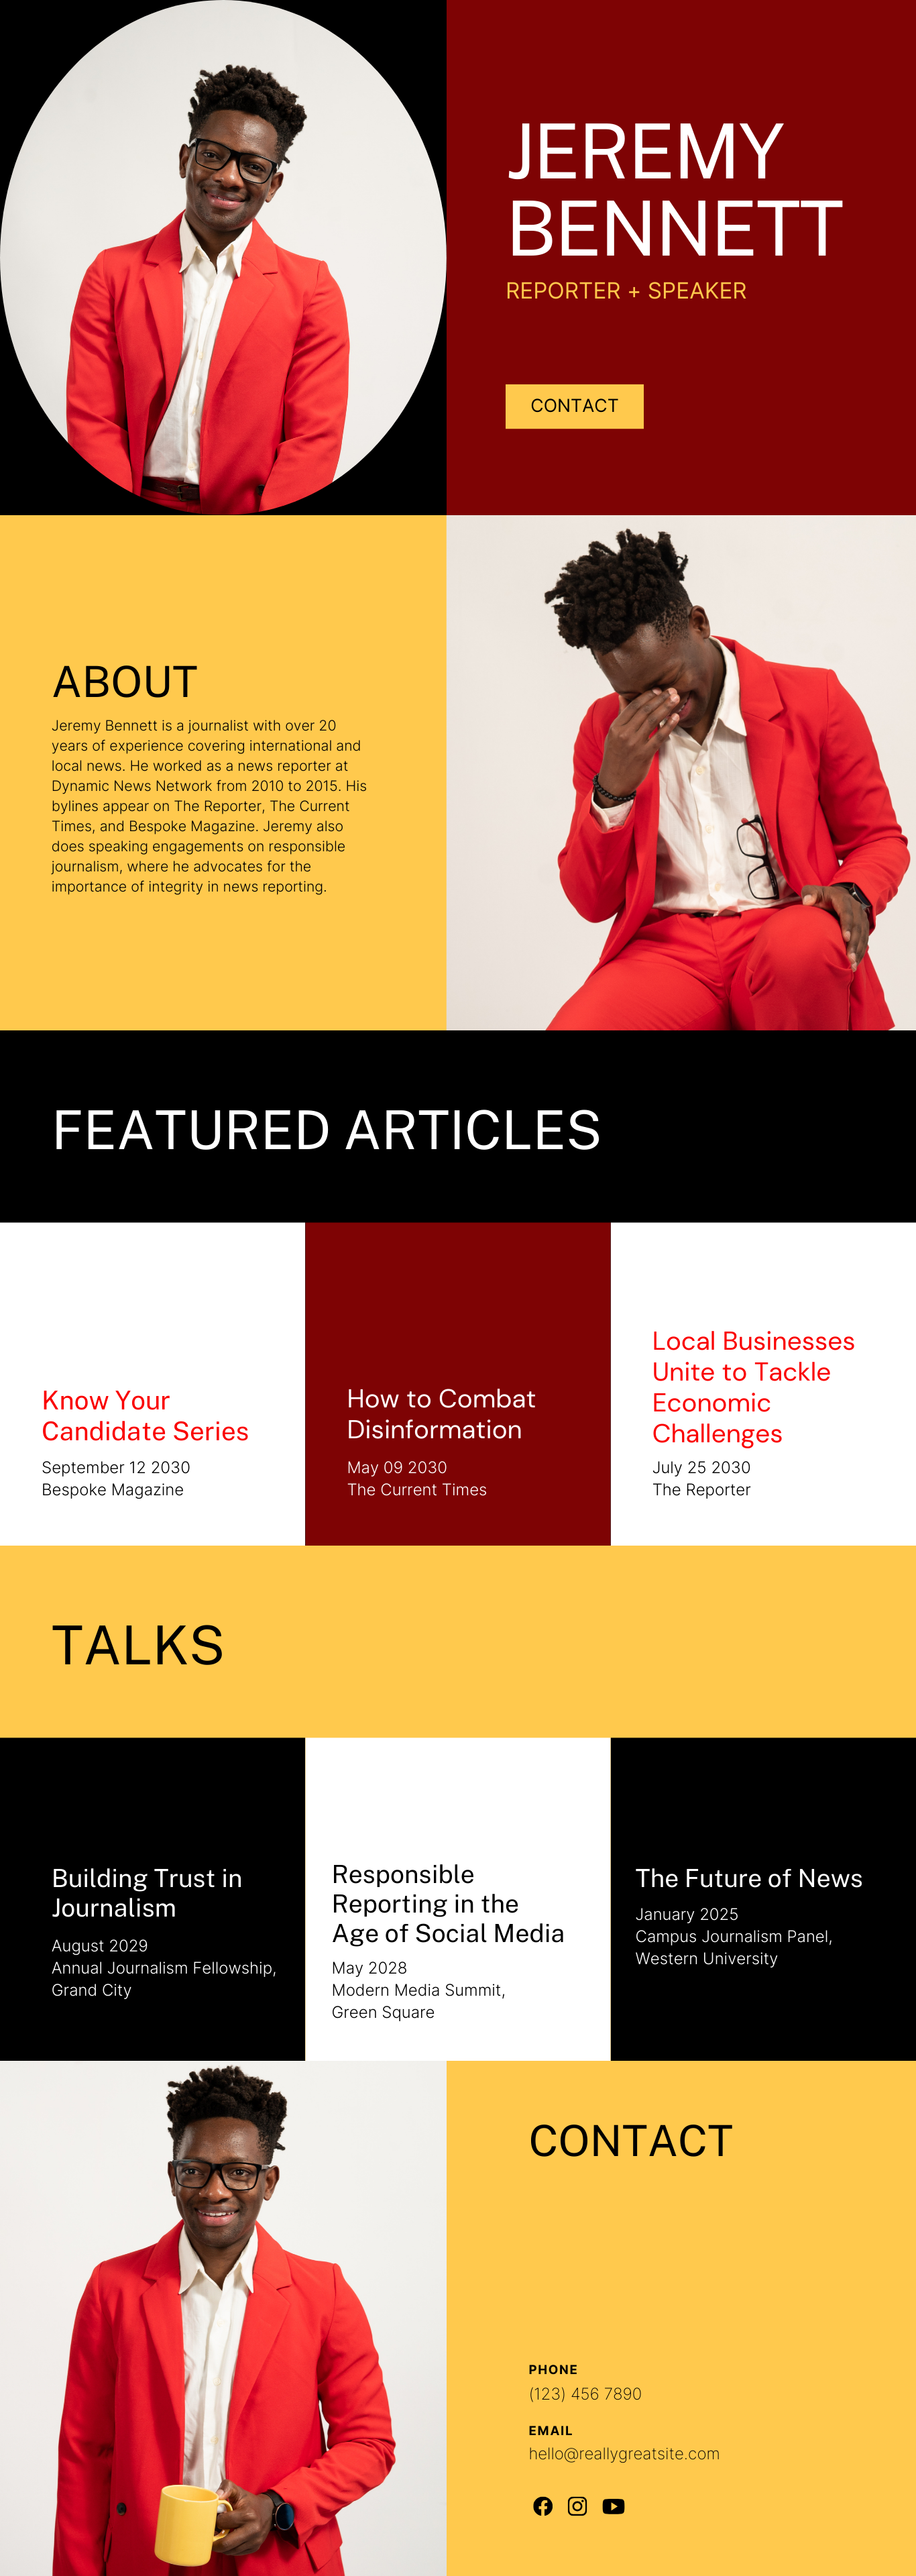 JEREMY
BENNETT
REPORTER + SPEAKER
CONTACT
ABOUT
Jeremy Bennett is a journalist with over 20
years of experience covering international and
local news. He worked as a news reporter at
Dynamic News Network from 2010 to 2015. His
bylines appear on The Reporter, The Current
Times, and Bespoke Magazine. Jeremy also
does speaking engagements on responsible
journalism, where he advocates for the
importance of integrity in news reporting.
FEATURED ARTICLES
Know Your
Candidate Series
September 12 2030
Bespoke Magazine
How to Combat
Disinformation
May 09 2030
The Current Times
Local Businesses
Unite to Tackle
Economic
Challenges
July 25 2030
The Reporter
TALKS
Building Trust in
Journalism
August 2029
Annual Journalism Fellowship,
Grand City
Responsible
Reporting in the
Age of Social Media
May 2028
Modern Media Summit,
Green Square
The Future of News
January 2025
Campus Journalism Panel,
Western University
CONTACT
PHONE
(123) 456 7890
EMAIL
hello@reallygreatsite.com